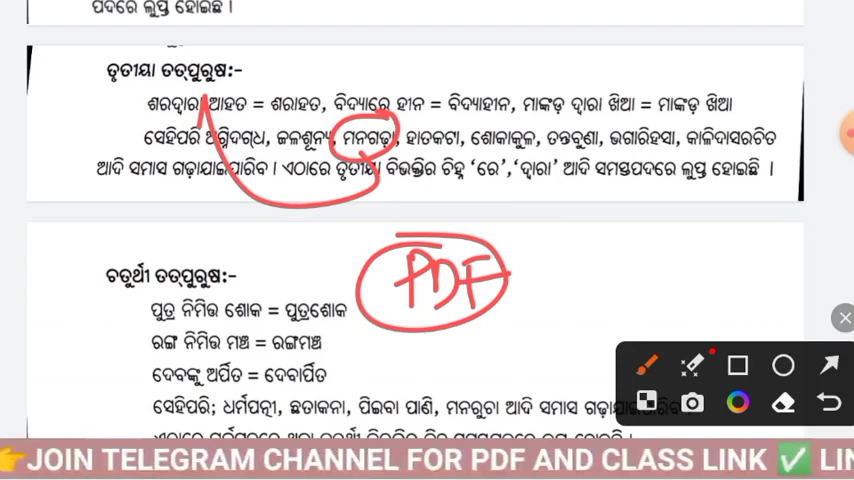 ପଦରେ ଲୁପ୍ତ ହୋଇଛି ।
ତୃତୀୟା ତତ୍ପୁରୁଷ:-
ଶରଦ୍ୱାରା ଆହତ = ଶରାହତ, ବିଦ୍ୟାରେ ହୀନ = ବିଦ୍ୟାହୀନ, ମାଙ୍କଡ଼ ଦ୍ୱାରା ଖିଆ = ମାଙ୍କଡ଼ ଖିଆ
ସେହିପରି ଅଗ୍ନିଦଗ୍ଧ, ଜଳଶୂନ୍ୟ, ମନଗଢ଼ା, ହାତକଟା, ଶୋକାକୁଳ, ତନ୍ତବୁଣା, ଭଗାରିହସା, କାଳିଦାସରଚିତ
ଆଦି ସମାସ ଗଢ଼ାଯାଇପାରିବ । ଏଠାରେ ତୃତୀୟା ବିଭକ୍ତିର ଚିହ୍ନ ‘ରେ’,‘ଦ୍ୱାରା’ ଆଦି ସମସ୍ତପଦରେ ଲୁପ୍ତ ହୋଇଛି ।
ଚତୁର୍ଥୀ ତତ୍ପୁରୁଷ:-
PDF
ପୁତ୍ର ନିମିତ୍ତ ଶୋକ = ପୁତ୍ରଶୋକ
ରଙ୍ଗ ନିମିତ୍ତ ମଞ୍ଚ = ରଙ୍ଗମଞ୍ଚ
ଦେବଙ୍କୁ ଅର୍ପିତ = ଦେବାର୍ପିତ
ସେହିପରି; ଧର୍ମପତ୍ନୀ, ଛତାକନା, ପିଇବା ପାଣି, ମନରୁଚା ଆଦି ସମାସ ଗଢ଼ାଯାଇପାରିବ
👉JOIN TELEGRAM CHANNEL FOR PDF AND CLASS LINK ✅ LIN